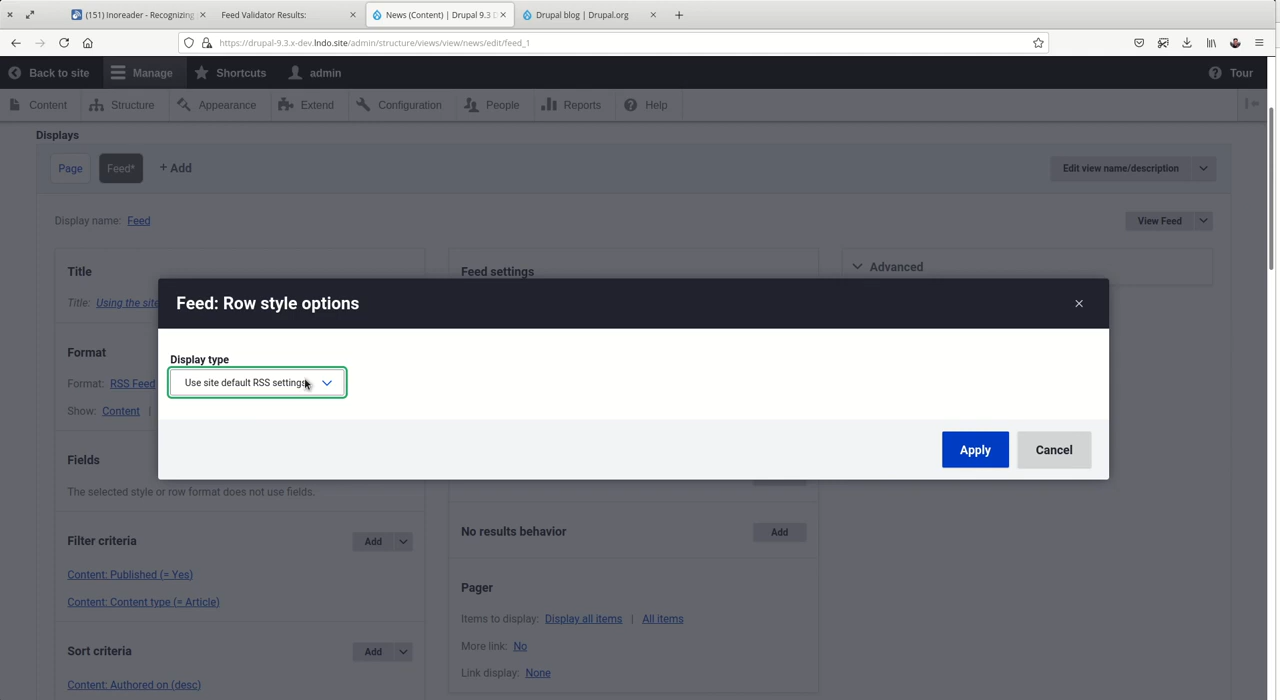 (151) Inoreader - Recognizing
Feed Validator Results:
News (Content) | Drupal 9.3 D
Drupal blog | Drupal.org
https://drupal-9.3.x-dev.lndo.site/admin/structure/views/view/news/edit/feed_1
Back to site
Manage
Shortcuts
admin
Tour
Content
Structure
Appearance
Extend
Configuration
People
Reports
Help
Displays
Page
Feed*
+ Add
Edit view name/description
Display name: Feed
View Feed
Title
Feed settings
Advanced
Title: Using the site
Feed: Row style options
Format
Display type
Format: RSS Feed
Use site default RSS settings
Show: Content |
Apply
Cancel
Fields
The selected style or row format does not use fields.
No results behavior
Add
Filter criteria
Add
Content: Published (= Yes)
Content: Content type (= Article)
Pager
Items to display: Display all items | All items
More link: No
Link display: None
Sort criteria
Add
Content: Authored on (desc)